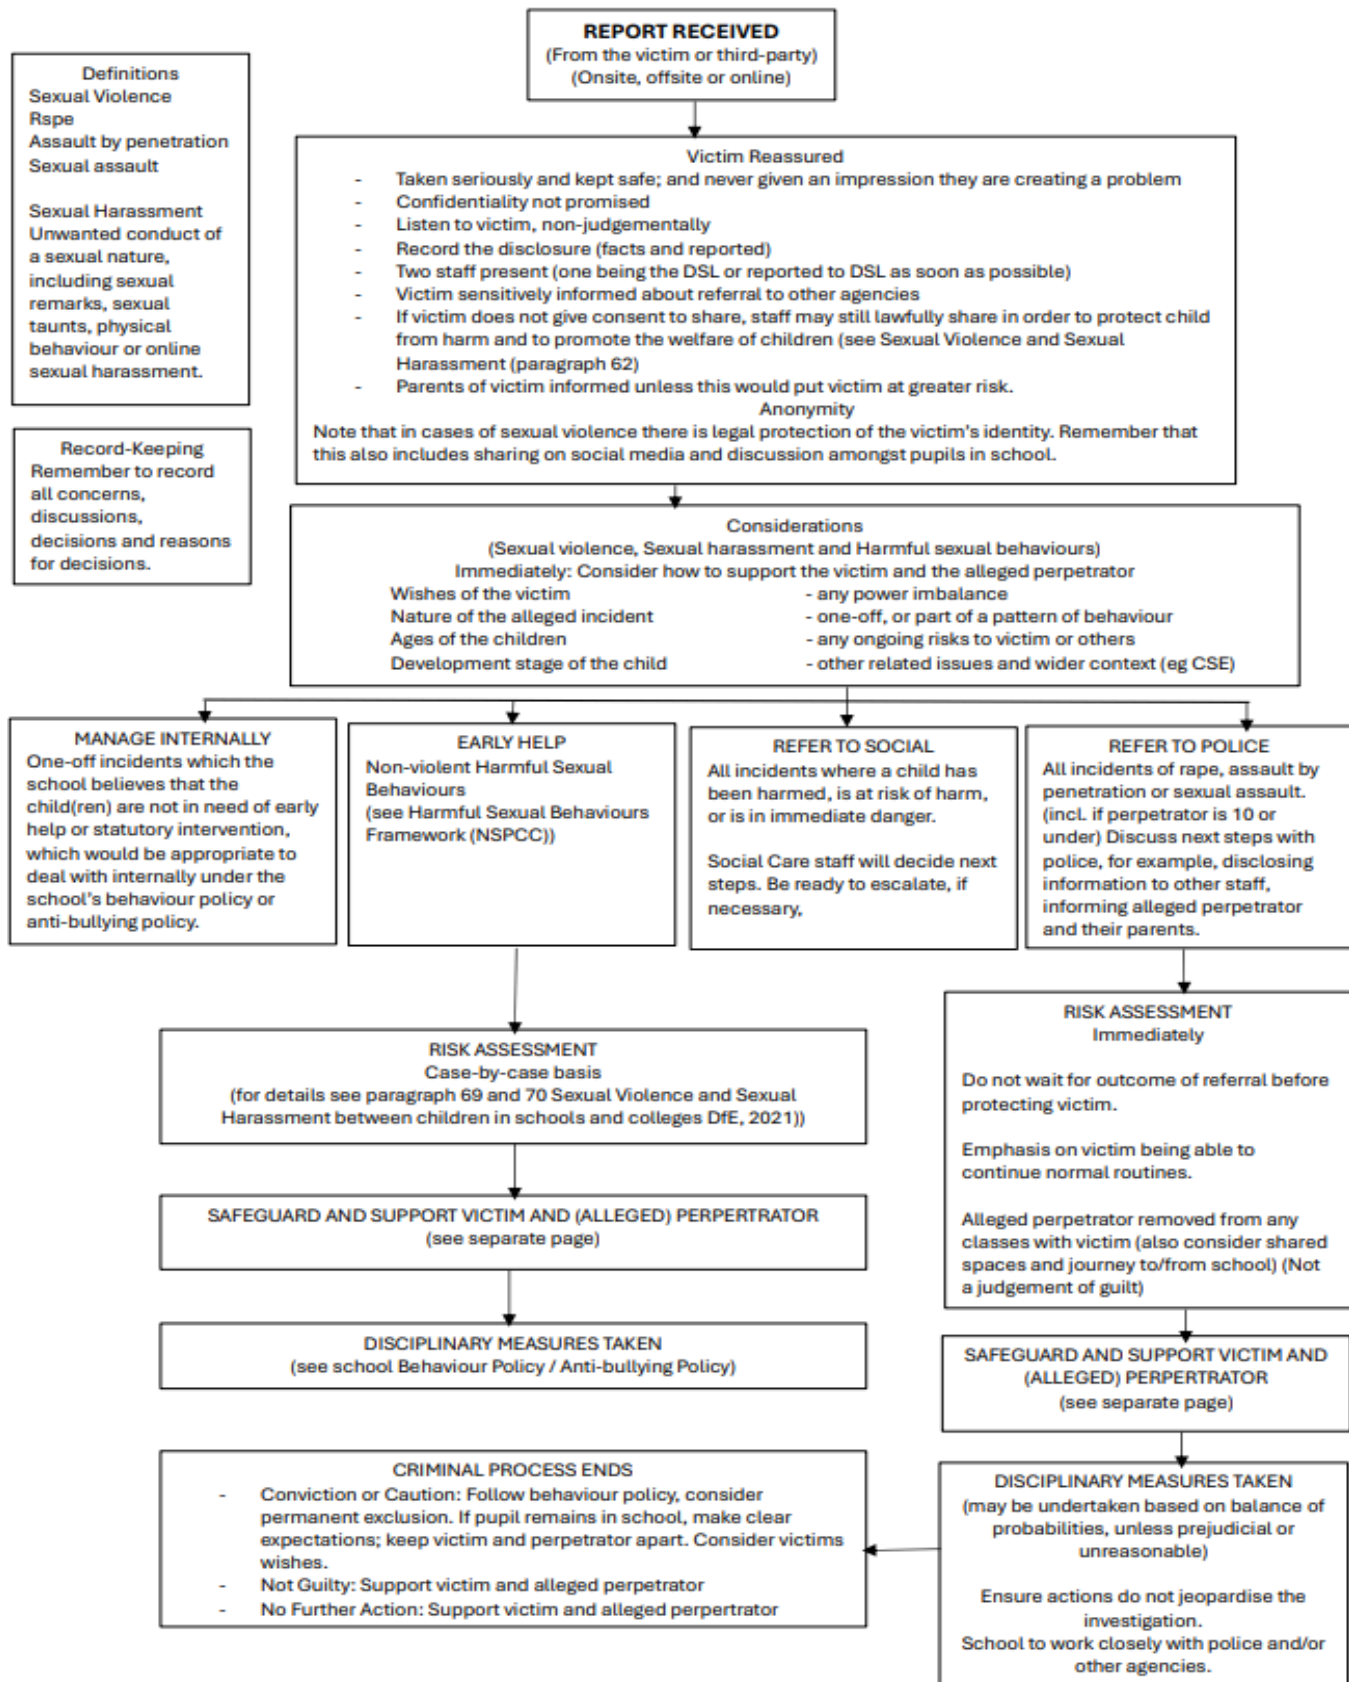 REPORT RECEIVED
(From the victim or third-party)
(Onsite, offsite or online)
Definitions
Sexual Violence
Rspe
Assault by penetration
Sexual assault
Sexual Harassment
Unwanted conduct of
a sexual nature,
including sexual
remarks, sexual
taunts, physical
behaviour or online
sexual harassment.
Record-Keeping
Remember to record
all concerns,
discussions,
decisions and reasons
for decisions.
Victim Reassured
- Taken seriously and kept safe; and never given an impression they are creating a problem
- Confidentiality not promised
- Listen to victim, non-judgementally
- Record the disclosure (facts and reported)
- Two staff present (one being the DSL or reported to DSL as soon as possible)
- Victim sensitively informed about referral to other agencies
- If victim does not give consent to share, staff may still lawfully share in order to protect child
from harm and to promote the welfare of children (see Sexual Violence and Sexual
Harassment (paragraph 62)
- Parents of victim informed unless this would put victim at greater risk.
Anonymity
Note that in cases of sexual violence there is legal protection of the victim's identity. Remember that
this also includes sharing on social media and discussion amongst pupils in school.
Considerations
(Sexual violence, Sexual harassment and Harmful sexual behaviours)
Immediately: Consider how to support the victim and the alleged perpetrator
Wishes of the victim - any power imbalance
Nature of the alleged incident - one-off, or part of a pattern of behaviour
Ages of the children - any ongoing risks to victim or others
Development stage of the child - other related issues and wider context (eg CSE)
MANAGE INTERNALLY
One-off incidents which the
school believes that the
child(ren) are not in need of early
help or statutory intervention,
which would be appropriate to
deal with internally under the
school's behaviour policy or
anti-bullying policy.
EARLY HELP
Non-violent Harmful Sexual
Behaviours
(see Harmful Sexual Behaviours
Framework (NSPCC))
REFER TO SOCIAL
All incidents where a child has
been harmed, is at risk of harm,
or is in immediate danger.
Social Care staff will decide next
steps. Be ready to escalate, if
necessary,
REFER TO POLICE
All incidents of rape, assault by
penetration or sexual assault.
(incl. if perpetrator is 10 or
under) Discuss next steps with
police, for example, disclosing
information to other staff,
informing alleged perpetrator
and their parents.
RISK ASSESSMENT
Case-by-case basis
(for details see paragraph 69 and 70 Sexual Violence and Sexual
Harassment between children in schools and colleges DfE, 2021))
SAFEGUARD AND SUPPORT VICTIM AND (ALLEGED) PERPERTRATOR
(see separate page)
DISCIPLINARY MEASURES TAKEN
(see school Behaviour Policy / Anti-bullying Policy)
RISK ASSESSMENT
Immediately
Do not wait for outcome of referral before
protecting victim.
Emphasis on victim being able to
continue normal routines.
Alleged perpetrator removed from any
classes with victim (also consider shared
spaces and journey to/from school) (Not
a judgement of guilt)
SAFEGUARD AND SUPPORT VICTIM AND
(ALLEGED) PERPERTRATOR
(see separate page)
DISCIPLINARY MEASURES TAKEN
(may be undertaken based on balance of
probabilities, unless prejudicial or
unreasonable)
Ensure actions do not jeopardise the
investigation.
School to work closely with police and/or
other agencies.
CRIMINAL PROCESS ENDS
- Conviction or Caution: Follow behaviour policy, consider
permanent exclusion. If pupil remains in school, make clear
expectations; keep victim and perpetrator apart. Consider victims
wishes.
- Not Guilty: Support victim and alleged perpetrator
- No Further Action: Support victim and alleged perpertrator